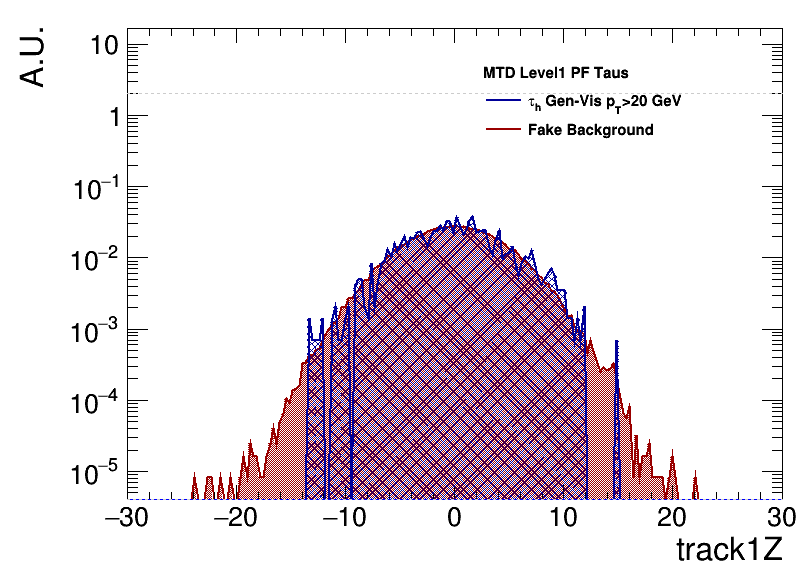 A.U.
10
1
10−1
10−2
10−3
10−4
10−5
MTD Level1 PF Taus
τh Gen-Vis pT>20 GeV
Fake Background
−30 −20 −10 0 10 20 30
track1Z